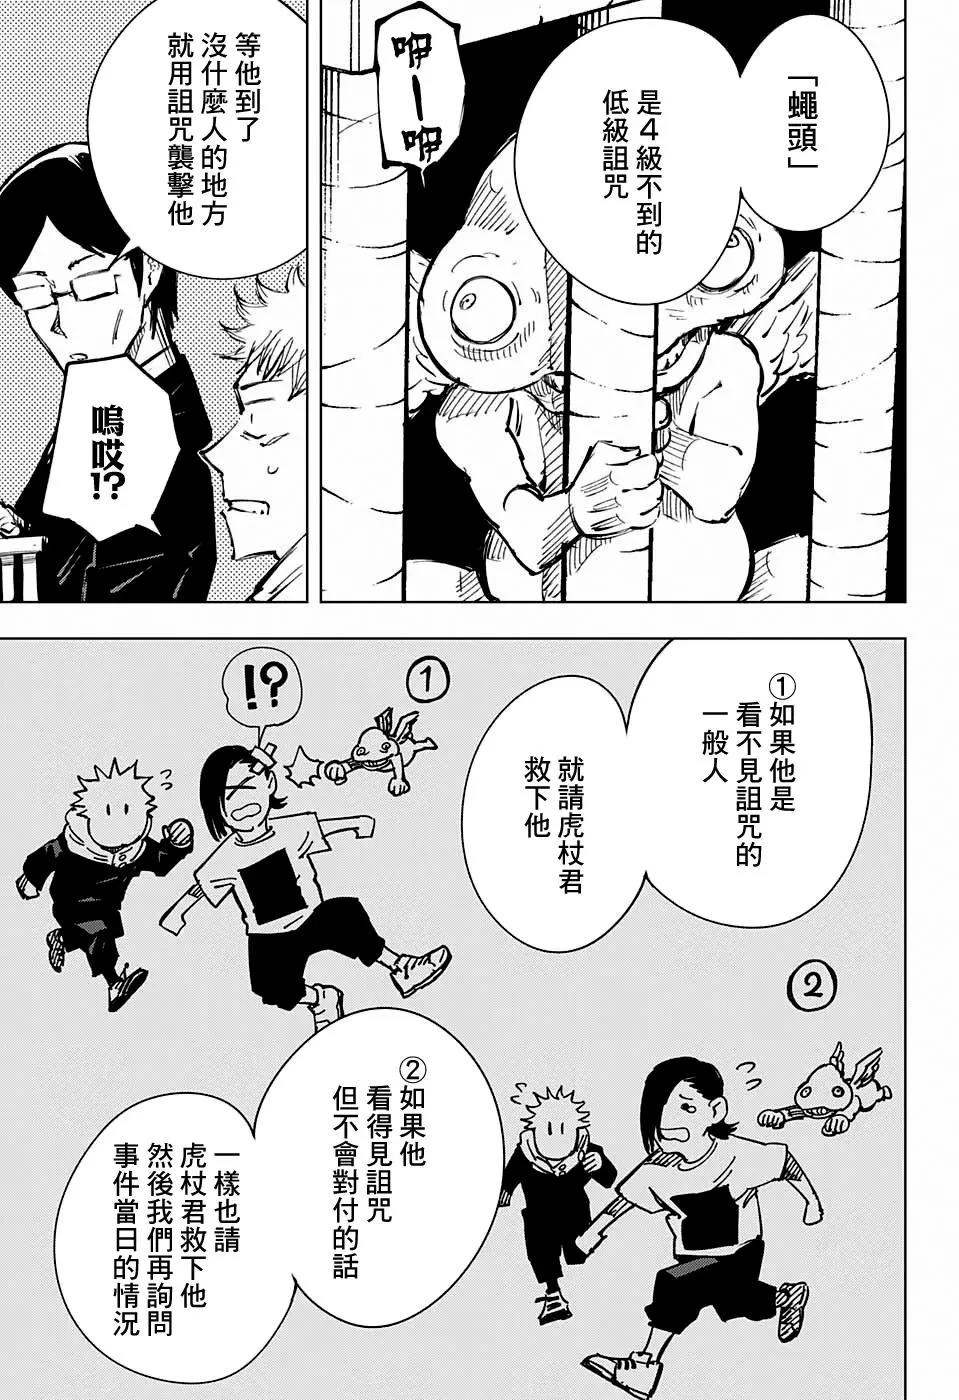 「蠅頭」
是4級不到的
低級詛咒
咿ー咿
等他到了
沒什麼人的地方
就用詛咒襲擊他
嗚哎!?
①如果他是
看不見詛咒的
一般人
就請虎杖君
救下他
①
!?
②
②如果他
看得見詛咒
但不會對付的話
一樣也請
虎杖君救下他
然後我們再詢問
事件當日的情況